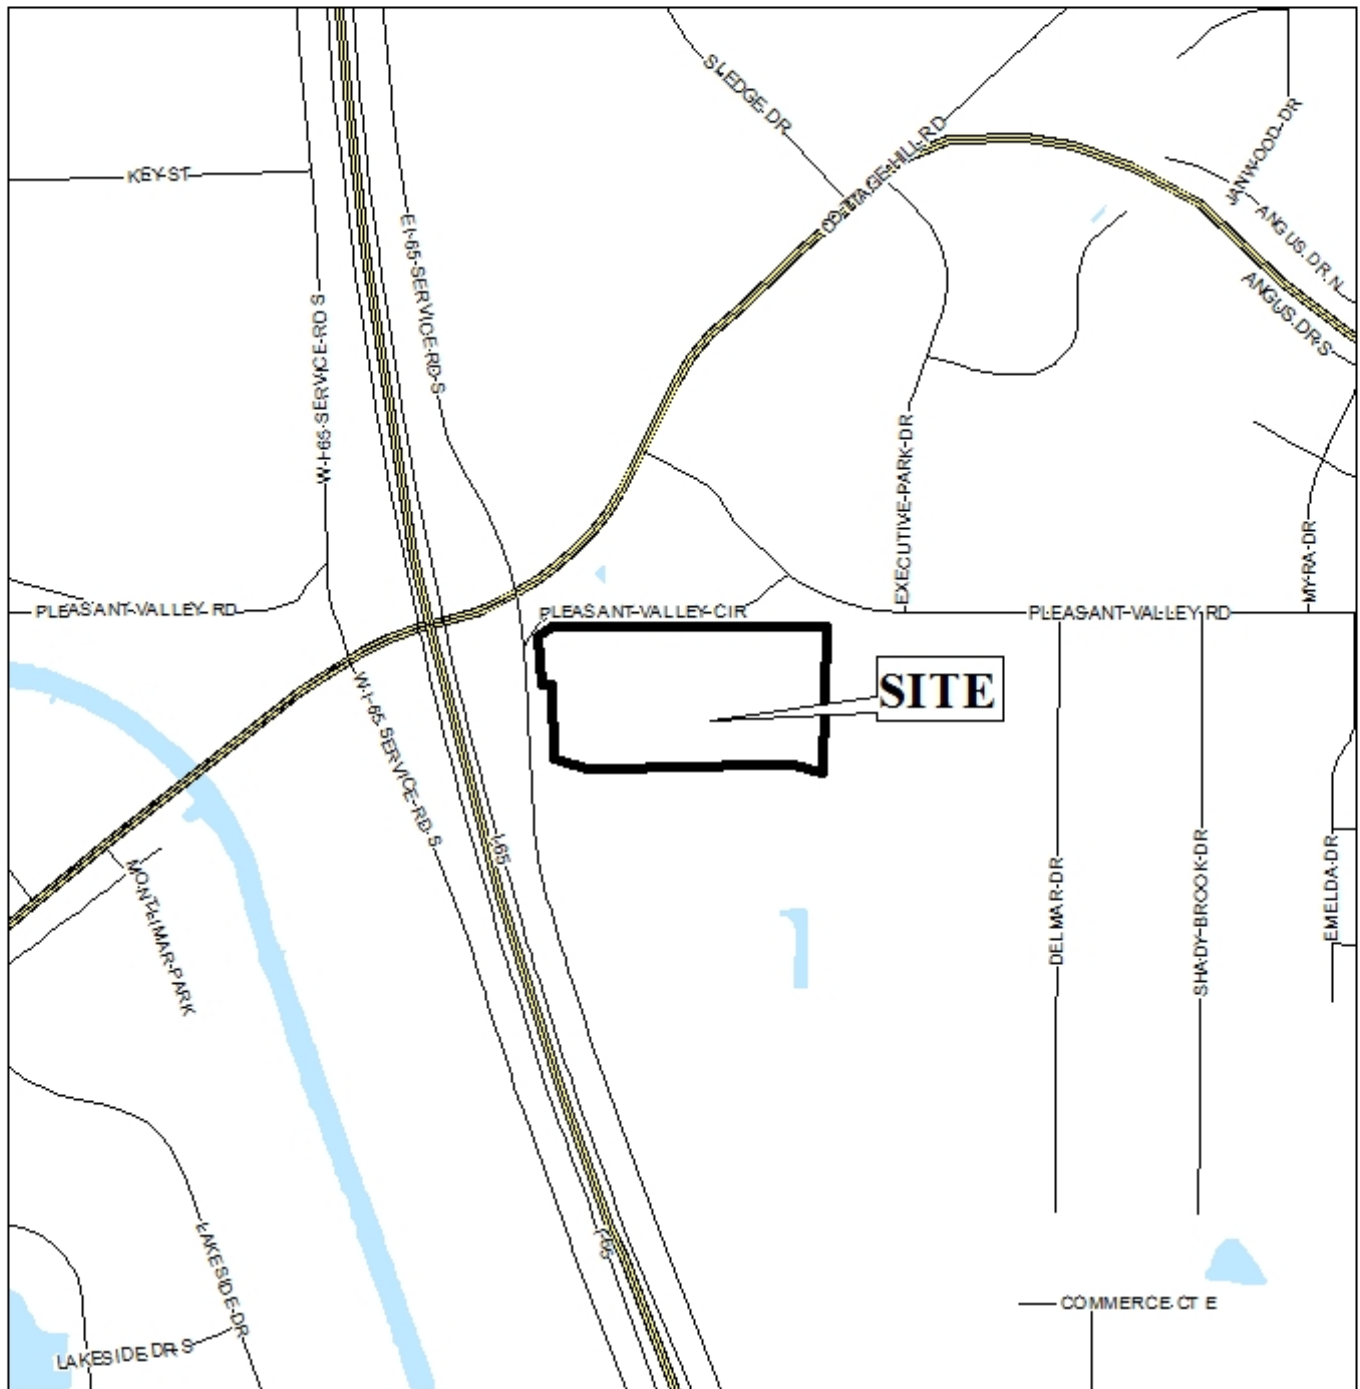 SLEDGE DR
COTTAGE HILL RD
JANWOOD DR
KEY ST
ANGUS DR N
E I-65 SERVICE RD S
ANGUS DR S
W I-65 SERVICE RD S
EXECUTIVE PARK DR
MYRA DR
PLEASANT VALLEY RD
PLEASANT VALLEY CIR
PLEASANT VALLEY RD
SITE
W I-65 SERVICE RD S
I-65
MONTLIMAR PARK
DELMAR DR
SHADY BROOK DR
EMELDA DR
I-65
LAKESIDE DR
COMMERCE CT E
LAKESIDE DR S